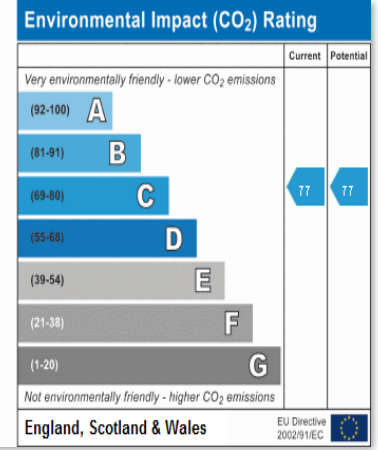 Environmental Impact (CO₂) Rating
Current Potential
Very environmentally friendly - lower CO₂ emissions
(92-100) A
(81-91) B
(69-80) C 77 77
(55-68) D
(39-54) E
(21-38) F
(1-20) G
Not environmentally friendly - higher CO₂ emissions
England, Scotland & Wales
EU Directive
2002/91/EC